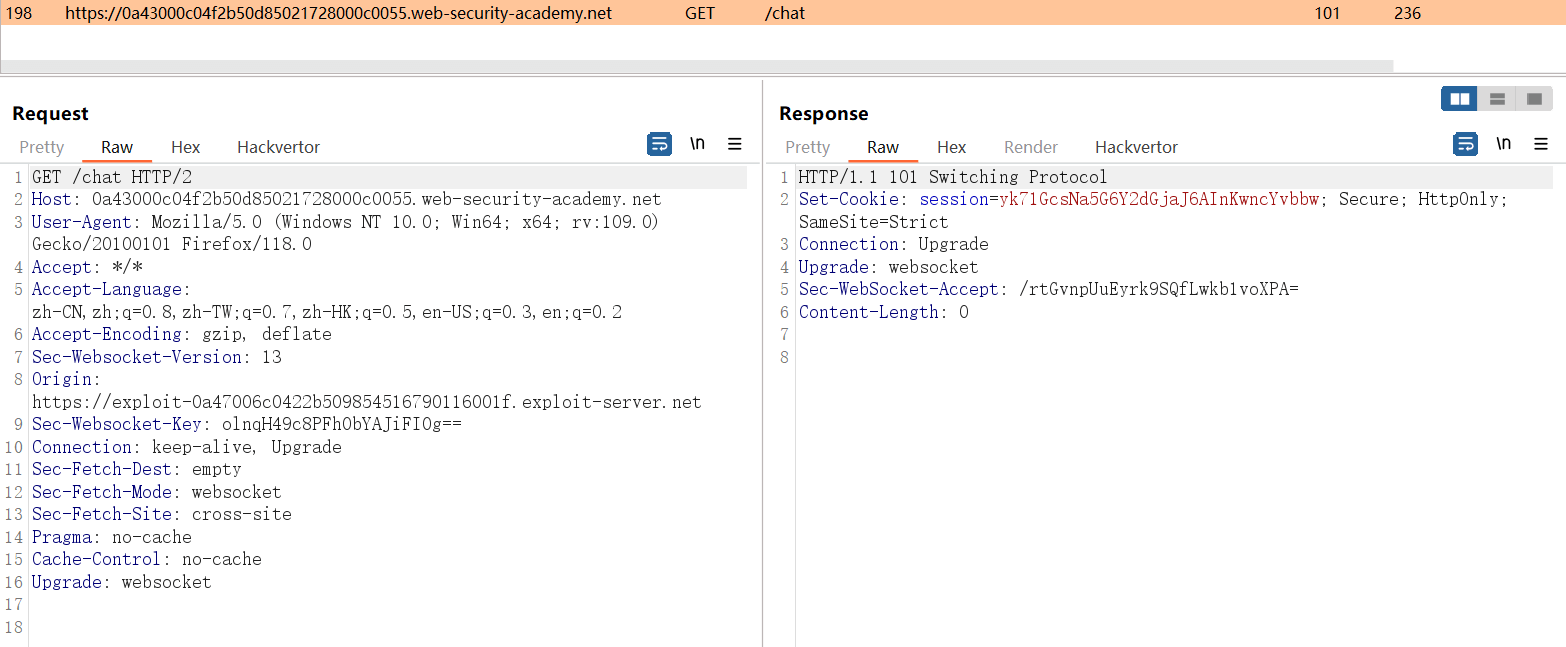 198 https://0a43000c04f2b50d85021728000c0055.web-security-academy.net GET /chat 101 236
Request
Pretty Raw Hex Hackvertor \n
1 GET /chat HTTP/2
2 Host: 0a43000c04f2b50d85021728000c0055.web-security-academy.net
3 User-Agent: Mozilla/5.0 (Windows NT 10.0; Win64; x64; rv:109.0)
Gecko/20100101 Firefox/118.0
4 Accept: */*
5 Accept-Language:
zh-CN,zh;q=0.8,zh-TW;q=0.7,zh-HK;q=0.5,en-US;q=0.3,en;q=0.2
6 Accept-Encoding: gzip, deflate
7 Sec-Websocket-Version: 13
8 Origin:
https://exploit-0a47006c0422b509854516790116001f.exploit-server.net
9 Sec-Websocket-Key: olnqH49c8PFhObYAJiFIOg==
10 Connection: keep-alive, Upgrade
11 Sec-Fetch-Dest: empty
12 Sec-Fetch-Mode: websocket
13 Sec-Fetch-Site: cross-site
14 Pragma: no-cache
15 Cache-Control: no-cache
16 Upgrade: websocket
17
18
Response
Pretty Raw Hex Render Hackvertor \n
1 HTTP/1.1 101 Switching Protocol
2 Set-Cookie: session=yk71GcsNa5G6Y2dGjaJ6AInKwncYvbbw; Secure; HttpOnly;
SameSite=Strict
3 Connection: Upgrade
4 Upgrade: websocket
5 Sec-WebSocket-Accept: /rtGvnpUuEyrk9SQfLwkb1voXPA=
6 Content-Length: 0
7
8